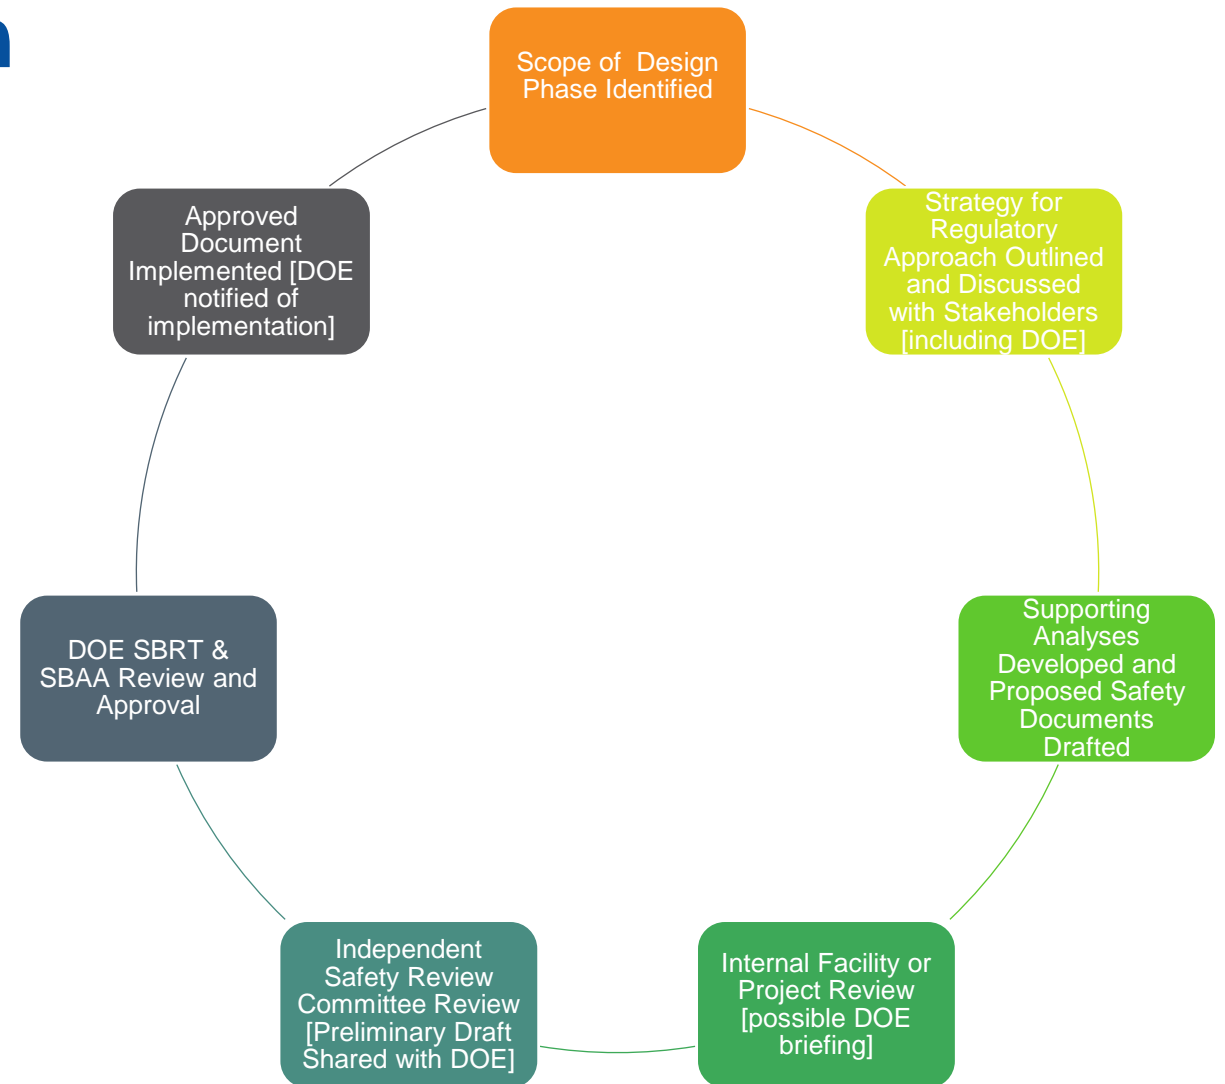 n
Scope of Design
Phase Identified
Strategy for
Regulatory
Approach Outlined
and Discussed
with Stakeholders
[including DOE]
Supporting
Analyses
Developed and
Proposed Safety
Documents
Drafted
Internal Facility or
Project Review
[possible DOE
briefing]
Independent
Safety Review
Committee Review
[Preliminary Draft
Shared with DOE]
DOE SBRT &
SBAA Review and
Approval
Approved
Document
Implemented [DOE
notified of
implementation]